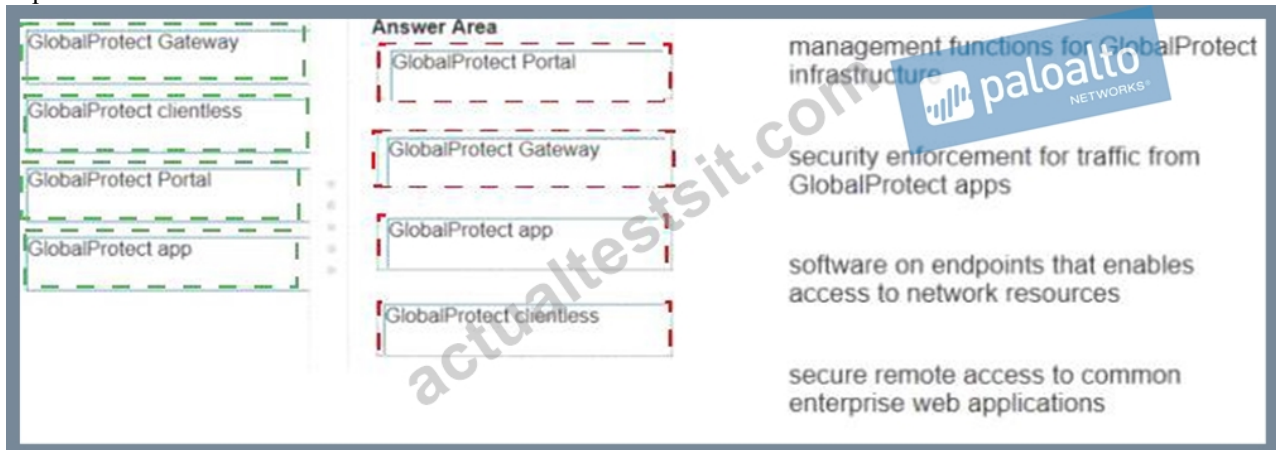 GlobalProtect Gateway
GlobalProtect clientless
GlobalProtect Portal
GlobalProtect app
Answer Area
GlobalProtect Portal
GlobalProtect Gateway
GlobalProtect app
GlobalProtect clientless
management functions for GlobalProtect
infrastructure
security enforcement for traffic from
GlobalProtect apps
software on endpoints that enables
access to network resources
secure remote access to common
enterprise web applications
paloalto
NETWORKS®
actualtestsit.com